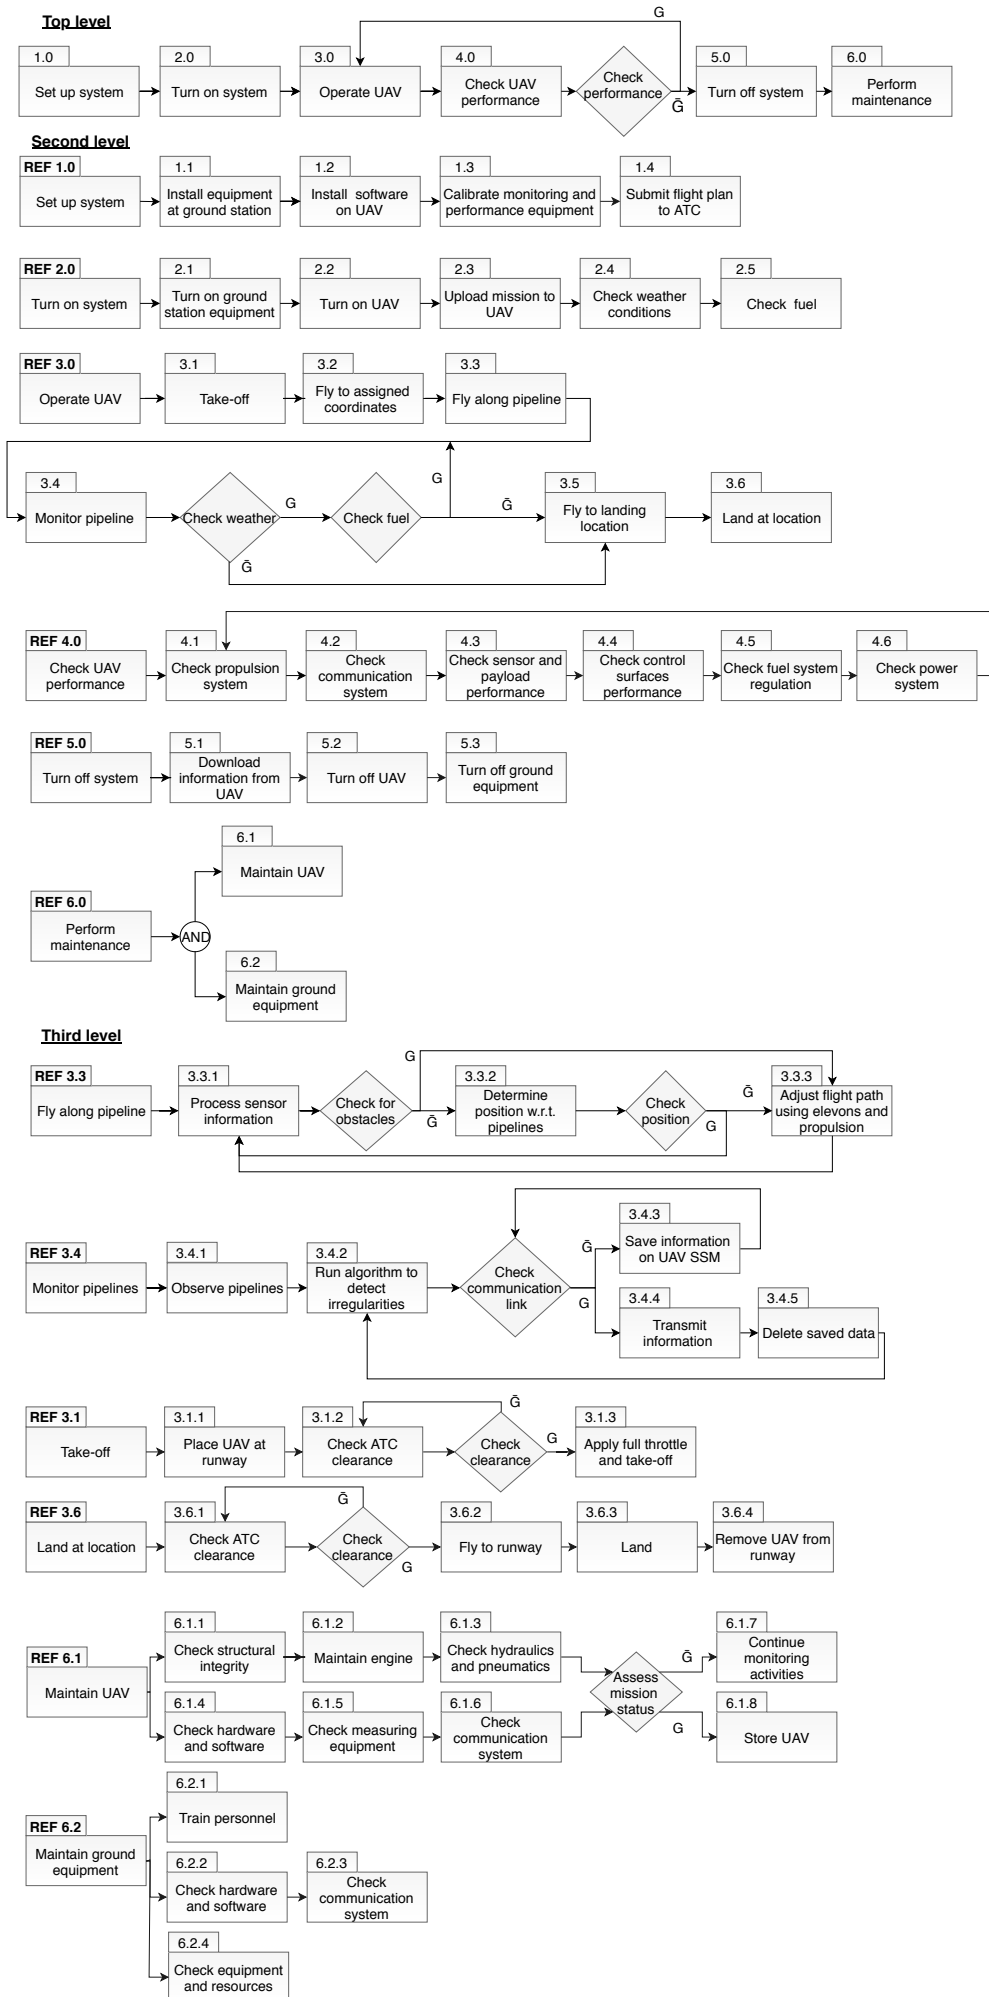 Top level
G
1.0
2.0
3.0
4.0
5.0
6.0
Set up system
Turn on system
Operate UAV
Check UAV
performance
Check
performance
Turn off system
Perform
maintenance
Ḡ
Second level
REF 1.0
1.1
1.2
1.3
1.4
Set up system
Install equipment
at ground station
Install software
on UAV
Calibrate monitoring and
performance equipment
Submit flight plan
to ATC
REF 2.0
2.1
2.2
2.3
2.4
2.5
Turn on system
Turn on ground
station equipment
Turn on UAV
Upload mission to
UAV
Check weather
conditions
Check fuel
REF 3.0
3.1
3.2
3.3
Operate UAV
Take-off
Fly to assigned
coordinates
Fly along pipeline
3.4
G
G
Ḡ
3.5
3.6
Monitor pipeline
Check weather
Check fuel
Fly to landing
location
Land at location
Ḡ
REF 4.0
4.1
4.2
4.3
4.4
4.5
4.6
Check UAV
performance
Check propulsion
system
Check
communication
system
Check sensor and
payload
performance
Check control
surfaces
performance
Check fuel system
regulation
Check power
system
REF 5.0
5.1
5.2
5.3
Turn off system
Download
information from
UAV
Turn off UAV
Turn off ground
equipment
6.1
Maintain UAV
REF 6.0
Perform
maintenance
AND
6.2
Maintain ground
equipment
Third level
REF 3.3
3.3.1
G
3.3.2
3.3.3
Fly along pipeline
Process sensor
information
Check for
obstacles
Ḡ
Determine
position w.r.t.
pipelines
Check
position
Ḡ
G
Adjust flight path
using elevons and
propulsion
REF 3.4
3.4.1
3.4.2
3.4.3
Monitor pipelines
Observe pipelines
Run algorithm to
detect
irregularities
Check
communication
link
Ḡ
Save information
on UAV SSM
G
3.4.4
3.4.5
Transmit
information
Delete saved data
REF 3.1
3.1.1
3.1.2
Ḡ
3.1.3
Take-off
Place UAV at
runway
Check ATC
clearance
Check
clearance
G
Apply full throttle
and take-off
REF 3.6
3.6.1
Ḡ
3.6.2
3.6.3
3.6.4
Land at location
Check ATC
clearance
Check
clearance
G
Fly to runway
Land
Remove UAV from
runway
REF 6.1
6.1.1
6.1.2
6.1.3
6.1.7
Maintain UAV
Check structural
integrity
Maintain engine
Check hydraulics
and pneumatics
Assess
mission
status
Ḡ
Continue
monitoring
activities
6.1.4
6.1.5
6.1.6
6.1.8
Check hardware
and software
Check measuring
equipment
Check
communication
system
G
Store UAV
6.2.1
Train personnel
REF 6.2
Maintain ground
equipment
6.2.2
6.2.3
Check hardware
and software
Check
communication
system
6.2.4
Check equipment
and resources